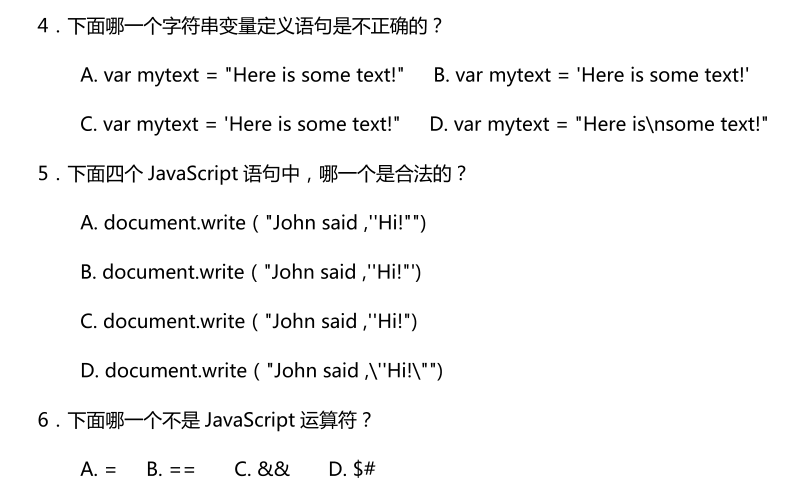 4．下面哪一个字符串变量定义语句是不正确的？
A. var mytext = "Here is some text!" B. var mytext = 'Here is some text!'
C. var mytext = 'Here is some text!" D. var mytext = "Here is\nsome text!"
5．下面四个 JavaScript 语句中，哪一个是合法的？
A. document.write（"John said ,''Hi!"")
B. document.write（"John said ,''Hi!"')
C. document.write（"John said ,''Hi!")
D. document.write（"John said ,\''Hi!\"")
6．下面哪一个不是 JavaScript 运算符？
A. = B. == C. && D. $#